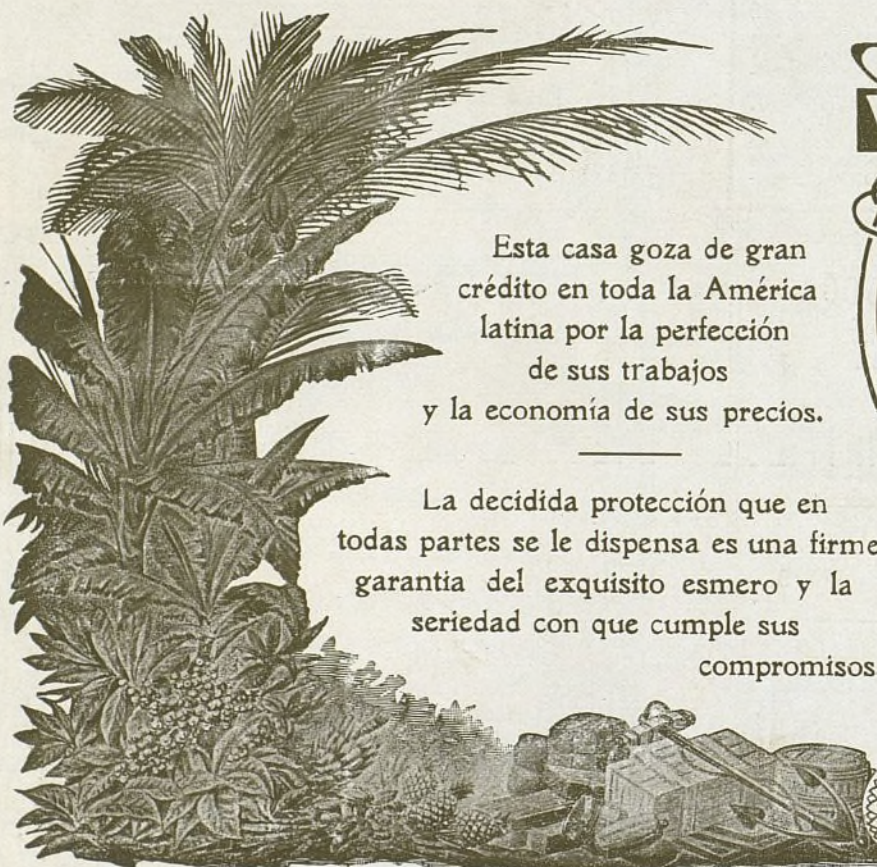 Esta casa goza de gran
crédito en toda la América
latina por la perfección
de sus trabajos
y la economía de sus precios.
La decidida protección que en
todas partes se le dispensa es una firme
garantia del exquisito esmero y la
seriedad con que cumple sus
compromisos